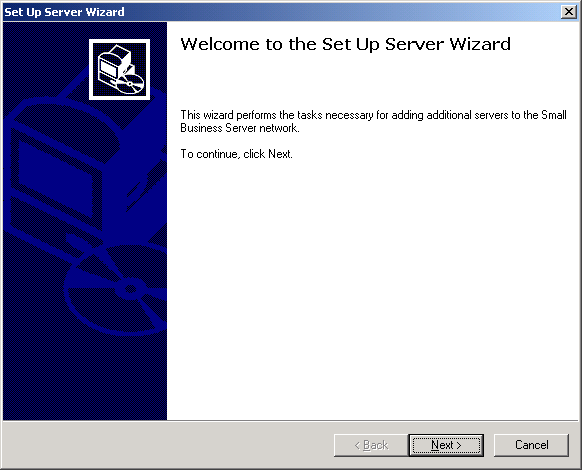 Set Up Server Wizard
Welcome to the Set Up Server Wizard
This wizard performs the tasks necessary for adding additional servers to the Small
Business Server network.
To continue, click Next.
< Back
Next >
Cancel